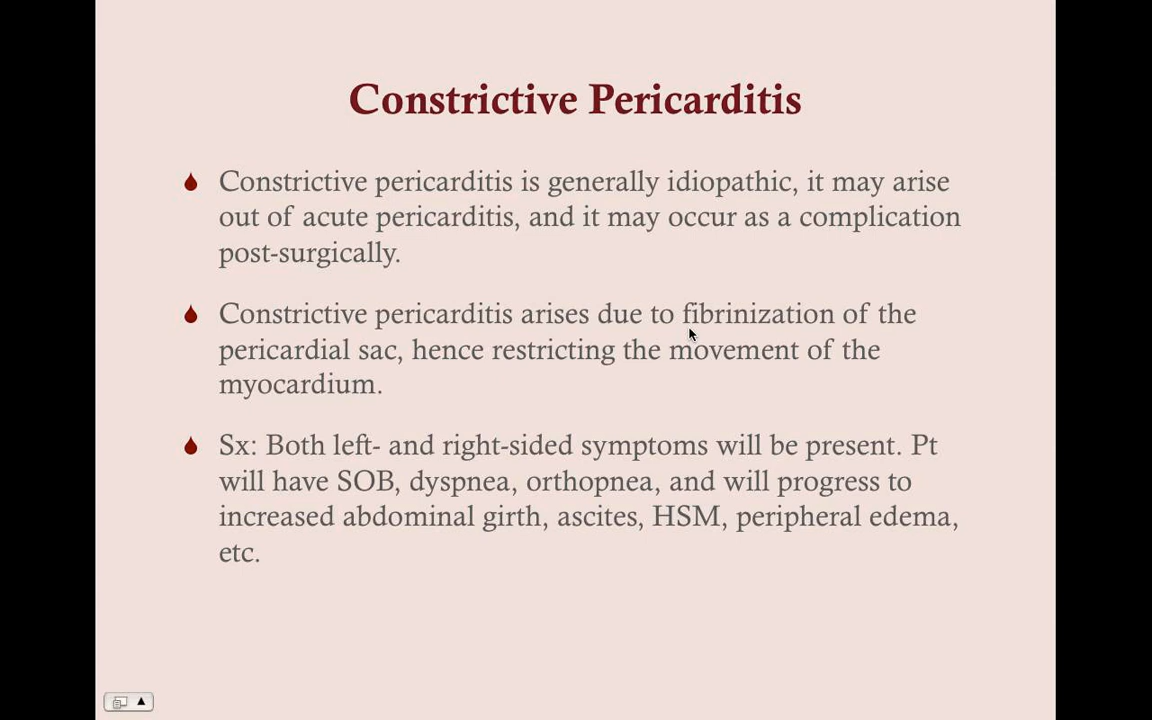 Constrictive Pericarditis
Constrictive pericarditis is generally idiopathic, it may arise
out of acute pericarditis, and it may occur as a complication
post-surgically.
Constrictive pericarditis arises due to fibrinization of the
pericardial sac, hence restricting the movement of the
myocardium.
Sx: Both left- and right-sided symptoms will be present. Pt
will have SOB, dyspnea, orthopnea, and will progress to
increased abdominal girth, ascites, HSM, peripheral edema,
etc.